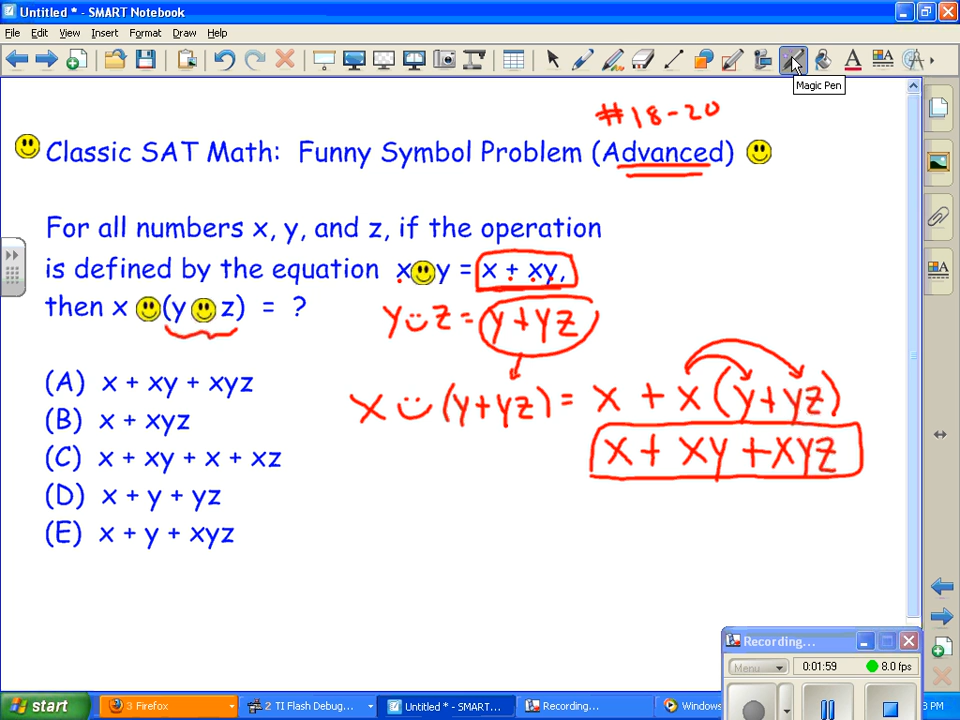 Untitled * - SMART Notebook
File Edit View Insert Format Draw Help
Magic Pen
#18-20
Classic SAT Math: Funny Symbol Problem (Advanced)
For all numbers x, y, and z, if the operation
is defined by the equation x☺y = x + xy,
then x ☺(y ☺ z) = ?
y☺z = y+yz
(A) x + xy + xyz
(B) x + xyz
(C) x + xy + x + xz
(D) x + y + yz
(E) x + y + xyz
x ☺ (y+yz) = x + x(y+yz)
x + xy + xyz
Recording...
Menu 0:01:59 8.0 fps
start 3 Firefox 2 TI Flash Debug... Untitled * - SMART... Recording... Windows